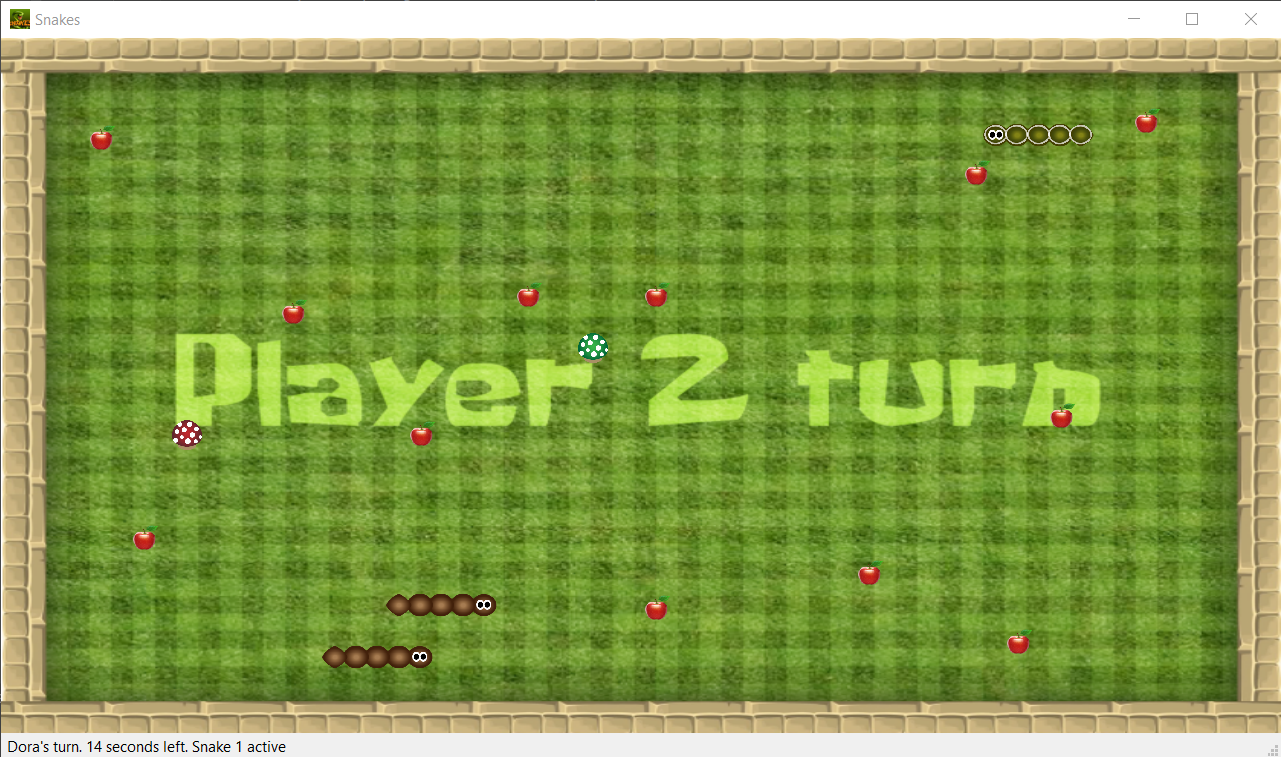 Snakes
Player 2 turn
Dora's turn. 14 seconds left. Snake 1 active